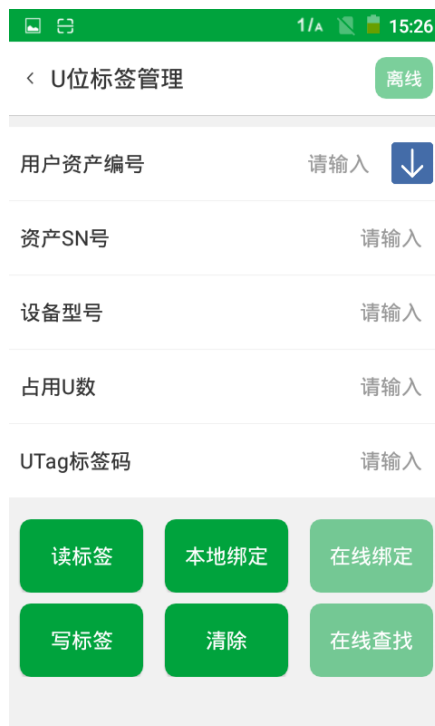 1/A 15:26
U位标签管理 离线
用户资产编号 请输入
资产SN号 请输入
设备型号 请输入
占用U数 请输入
UTag标签码 请输入
读标签 本地绑定 在线绑定
写标签 清除 在线查找